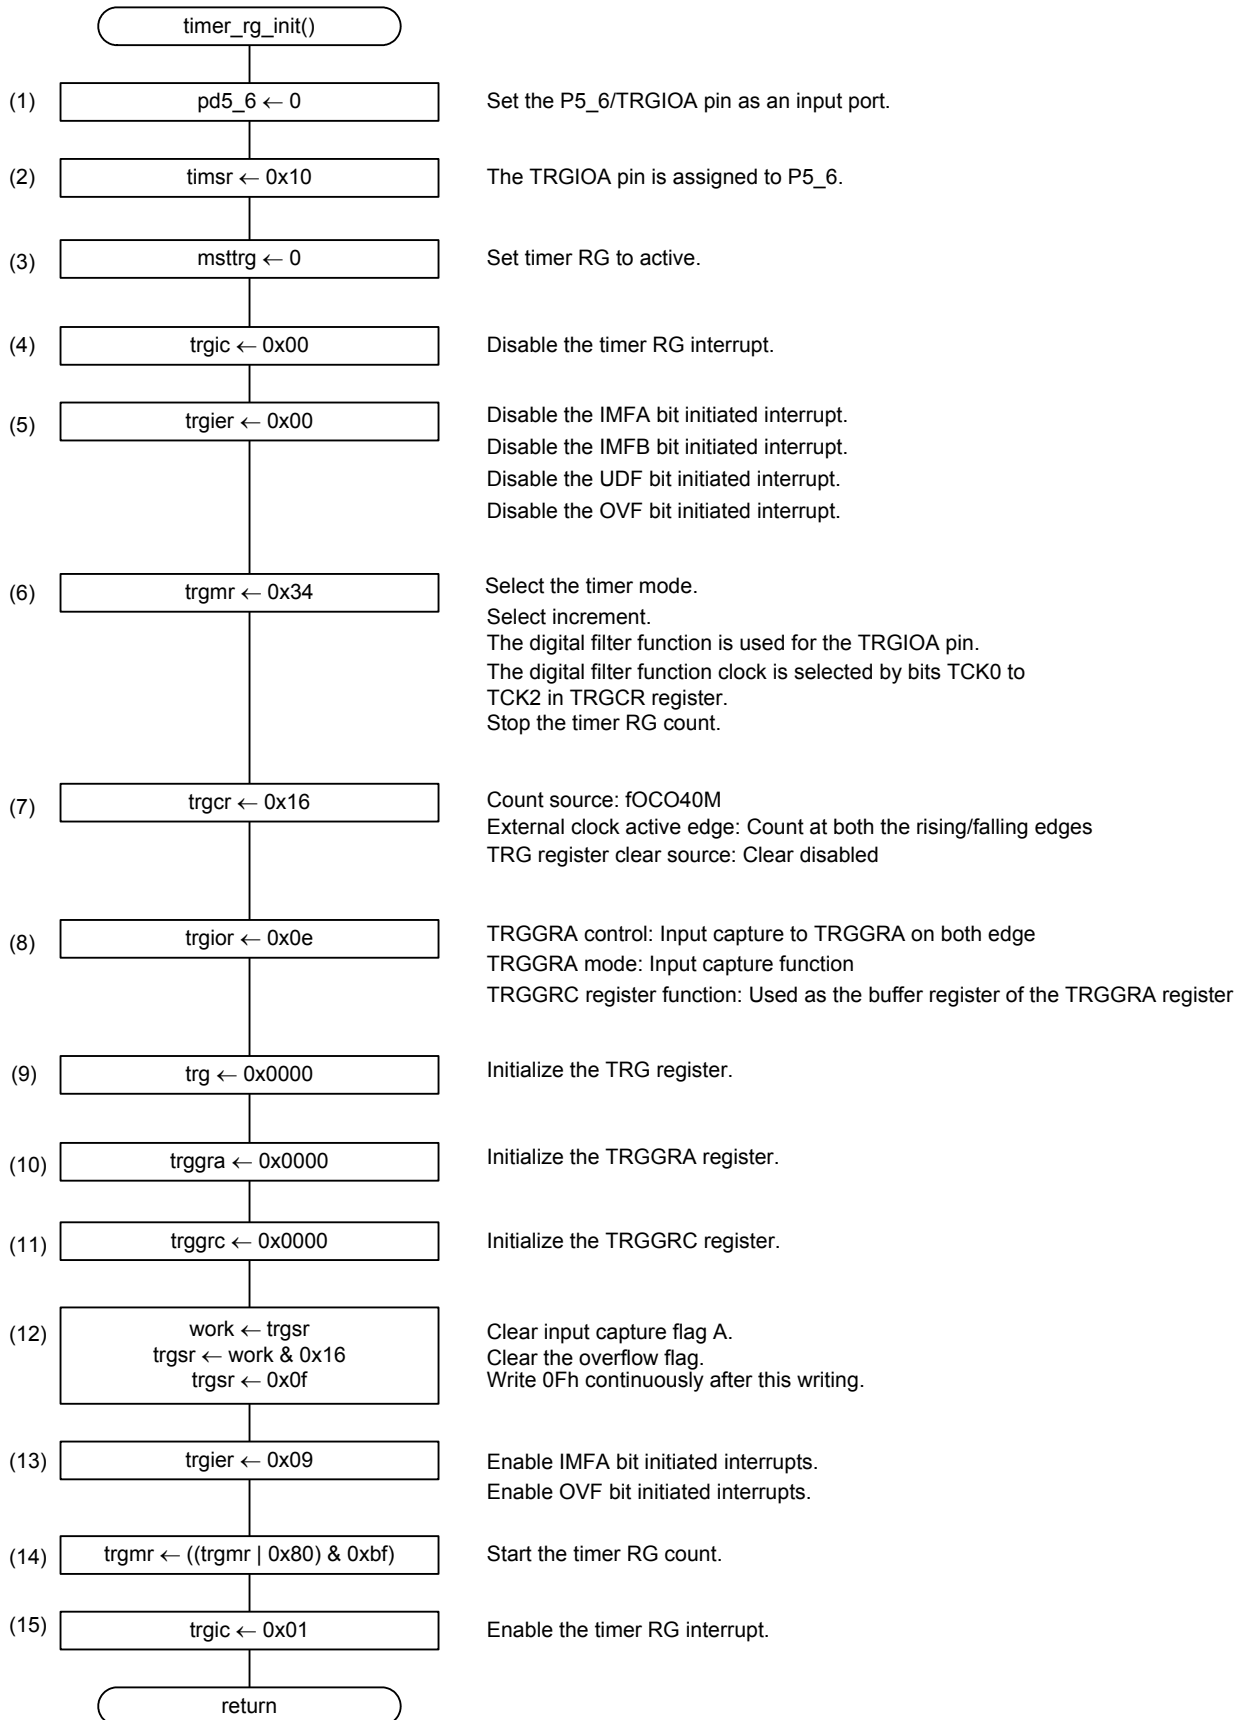 timer_rg_init()
(1) pd5_6 ← 0 Set the P5_6/TRGIOA pin as an input port.
(2) timsr ← 0x10 The TRGIOA pin is assigned to P5_6.
(3) msttrg ← 0 Set timer RG to active.
(4) trgic ← 0x00 Disable the timer RG interrupt.
(5) trgier ← 0x00 Disable the IMFA bit initiated interrupt.
Disable the IMFB bit initiated interrupt.
Disable the UDF bit initiated interrupt.
Disable the OVF bit initiated interrupt.
(6) trgmr ← 0x34 Select the timer mode.
Select increment.
The digital filter function is used for the TRGIOA pin.
The digital filter function clock is selected by bits TCK0 to
TCK2 in TRGCR register.
Stop the timer RG count.
(7) trgcr ← 0x16 Count source: fOCO40M
External clock active edge: Count at both the rising/falling edges
TRG register clear source: Clear disabled
(8) trgior ← 0x0e TRGGRA control: Input capture to TRGGRA on both edge
TRGGRA mode: Input capture function
TRGGRC register function: Used as the buffer register of the TRGGRA register
(9) trg ← 0x0000 Initialize the TRG register.
(10) trggra ← 0x0000 Initialize the TRGGRA register.
(11) trggrc ← 0x0000 Initialize the TRGGRC register.
(12) work ← trgsr Clear input capture flag A.
trgsr ← work & 0x16 Clear the overflow flag.
trgsr ← 0x0f Write 0Fh continuously after this writing.
(13) trgier ← 0x09 Enable IMFA bit initiated interrupts.
Enable OVF bit initiated interrupts.
(14) trgmr ← ((trgmr | 0x80) & 0xbf) Start the timer RG count.
(15) trgic ← 0x01 Enable the timer RG interrupt.
return